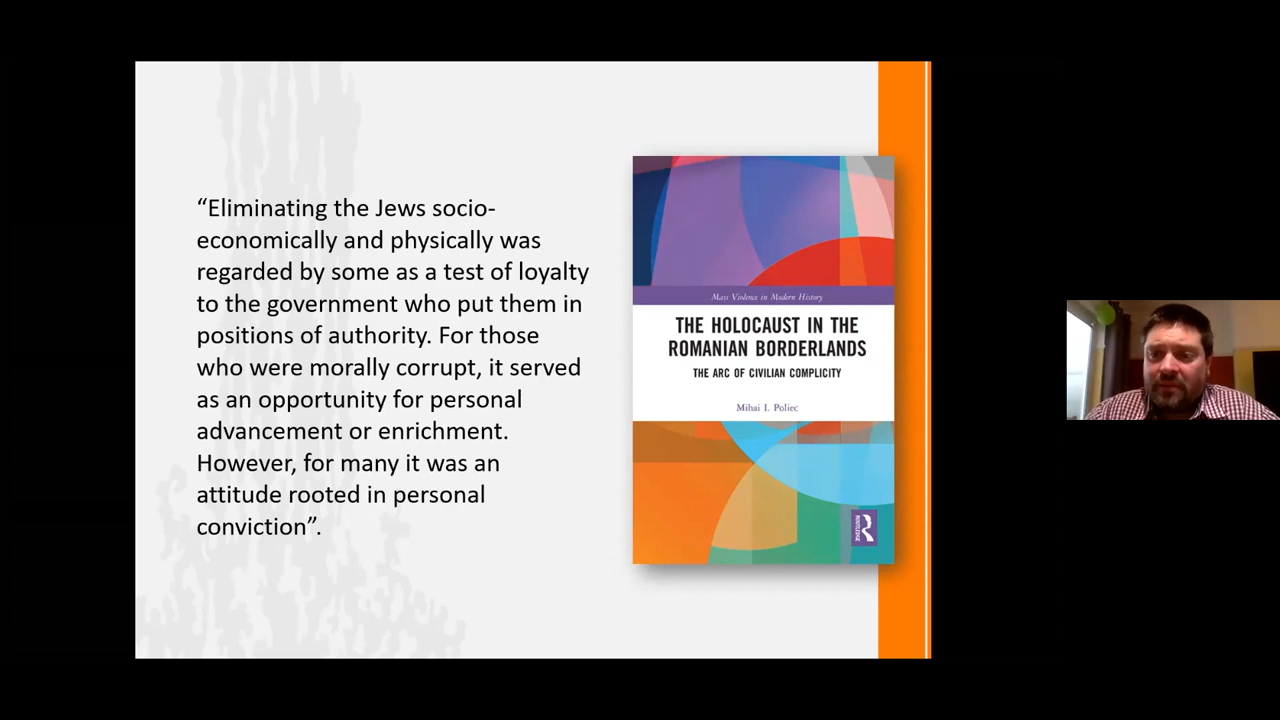 “Eliminating the Jews socio-
economically and physically was
regarded by some as a test of loyalty
to the government who put them in
positions of authority. For those
who were morally corrupt, it served
as an opportunity for personal
advancement or enrichment.
However, for many it was an
attitude rooted in personal
conviction”.
Mass Violence in Modern History
THE HOLOCAUST IN THE
ROMANIAN BORDERLANDS
THE ARC OF CIVILIAN COMPLICITY
Mihai I. Poliec
ROUTLEDGE